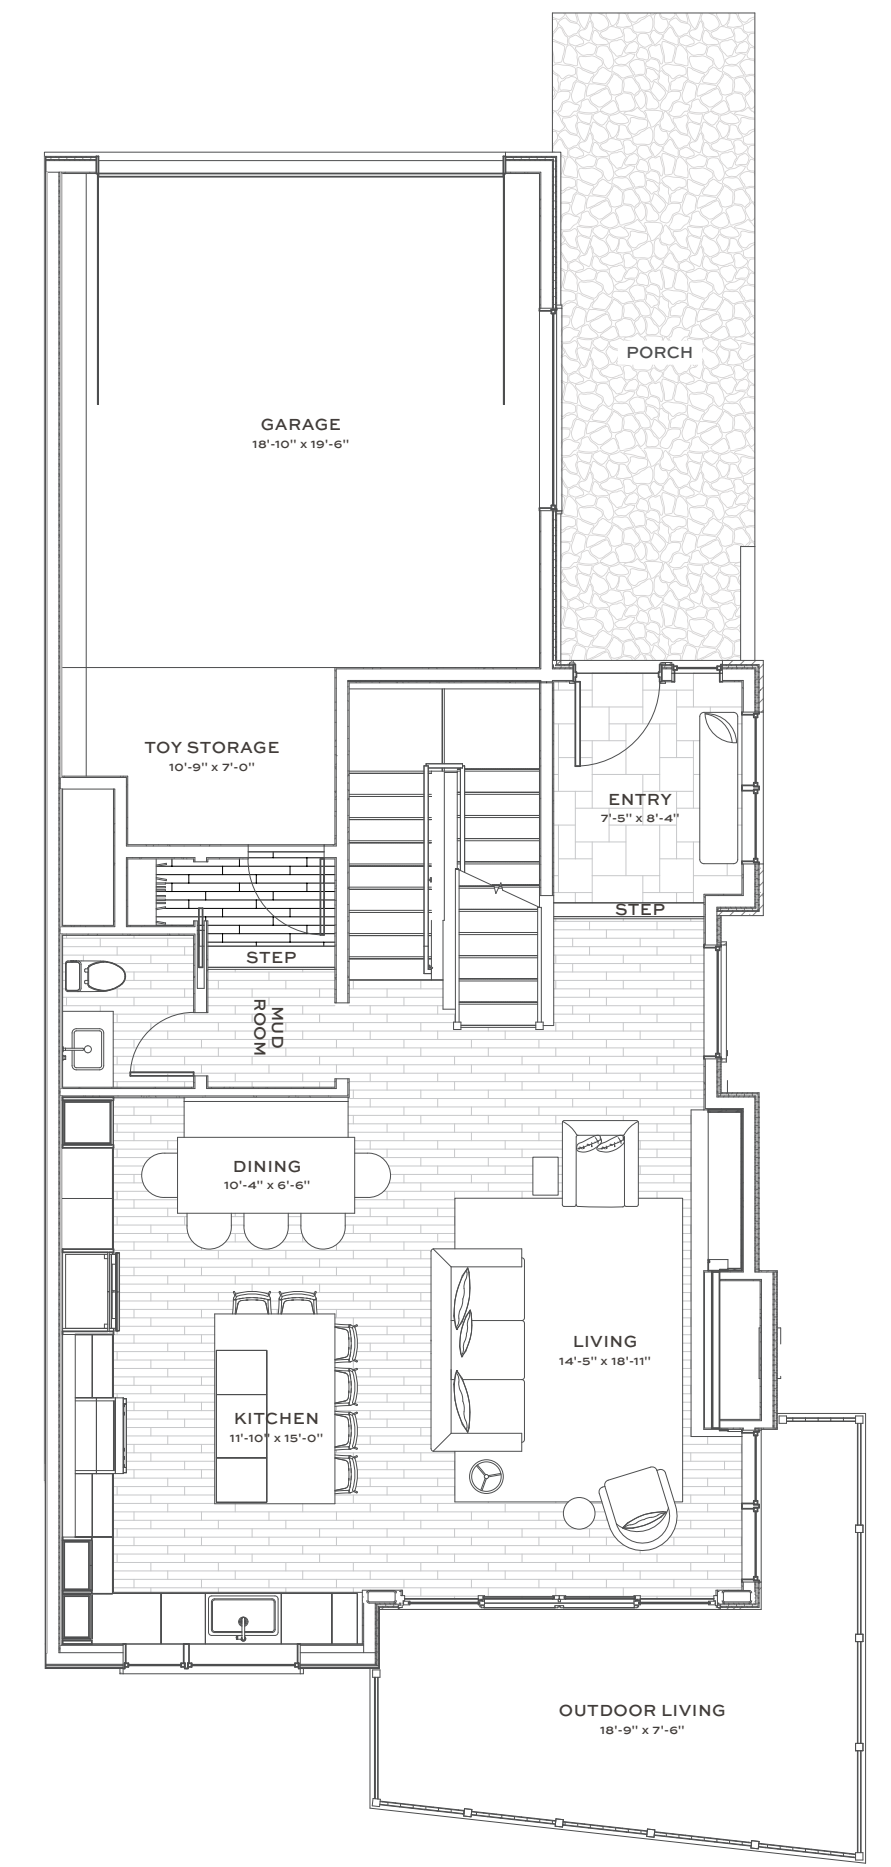 PORCH
GARAGE
18'-10" x 19'-6"
TOY STORAGE
10'-9" x 7'-0"
ENTRY
7'-5" x 8'-4"
STEP
STEP
MUD
ROOM
DINING
10'-4" x 6'-6"
LIVING
14'-5" x 18'-11"
KITCHEN
11'-10" x 15'-0"
OUTDOOR LIVING
18'-9" x 7'-6"